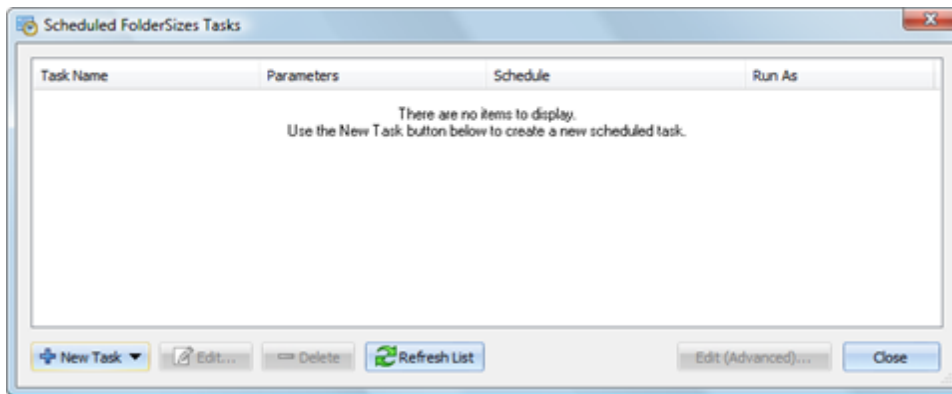 Scheduled FolderSizes Tasks
Task Name Parameters Schedule Run As
There are no items to display.
Use the New Task button below to create a new scheduled task.
New Task Edit... Delete Refresh List Edit (Advanced)... Close